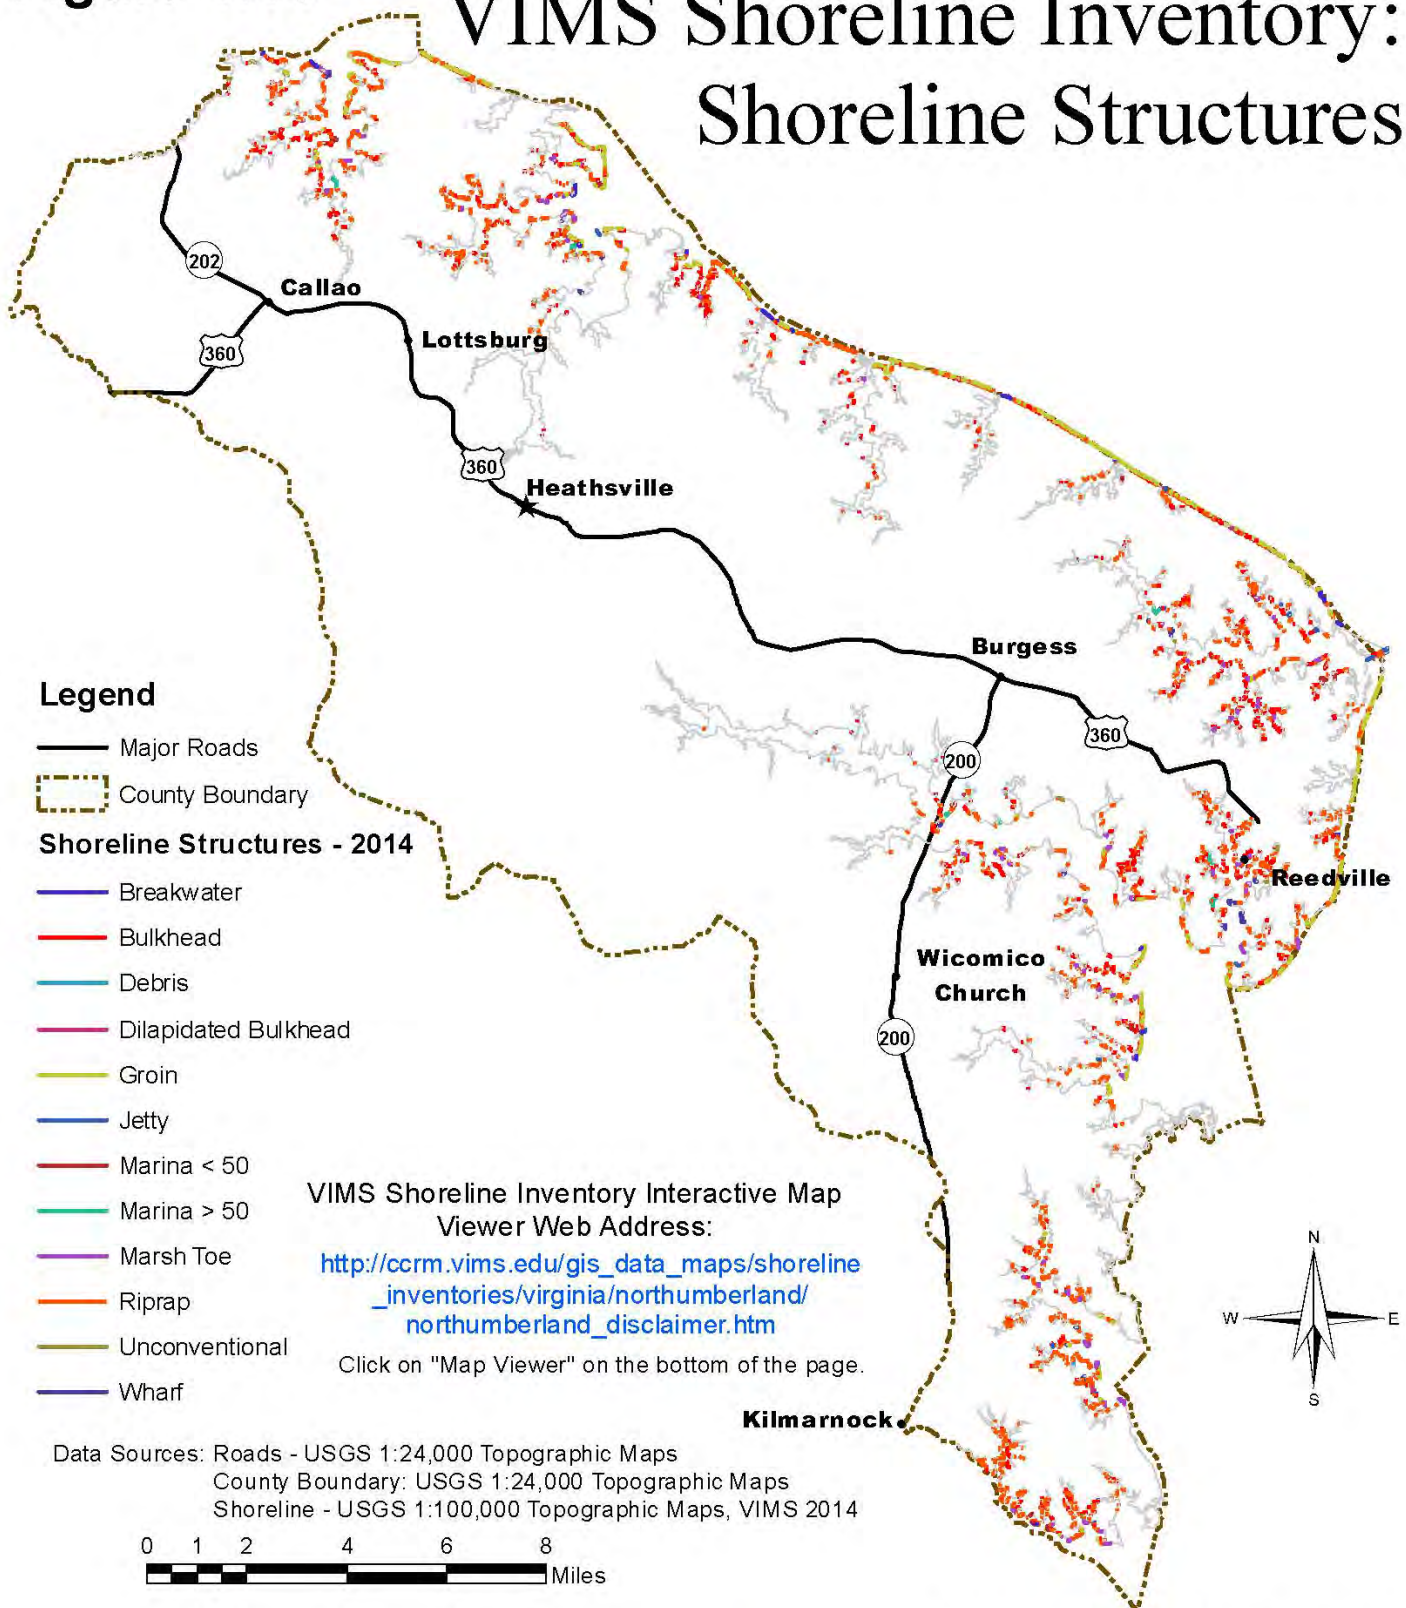 VIMS Shoreline Inventory:
Shoreline Structures
202
Callao
360
Lottsburg
360
Heathsville
Burgess
360
200
Reedville
Wicomico
Church
200
Kilmarnock
Legend
Major Roads
County Boundary
Shoreline Structures - 2014
Breakwater
Bulkhead
Debris
Dilapidated Bulkhead
Groin
Jetty
Marina < 50
Marina > 50
Marsh Toe
Riprap
Unconventional
Wharf
VIMS Shoreline Inventory Interactive Map
Viewer Web Address:
http://ccrm.vims.edu/gis_data_maps/shoreline
_inventories/virginia/northumberland/
northumberland_disclaimer.htm
Click on "Map Viewer" on the bottom of the page.
N
W
E
S
Data Sources: Roads - USGS 1:24,000 Topographic Maps
County Boundary: USGS 1:24,000 Topographic Maps
Shoreline - USGS 1:100,000 Topographic Maps, VIMS 2014
0 1 2 4 6 8
Miles